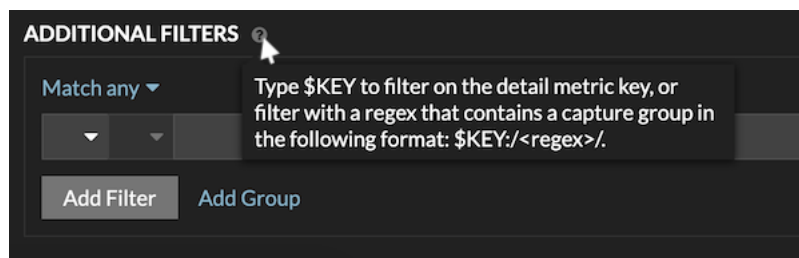 ADDITIONAL FILTERS ?
Match any
Type $KEY to filter on the detail metric key, or
filter with a regex that contains a capture group in
the following format: $KEY:/<regex>/.
Add Filter Add Group